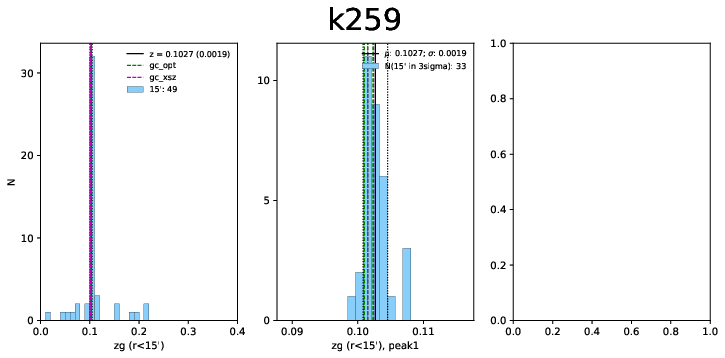 k259
z = 0.1027 (0.0019)
gc_opt
gc_xsz
15': 49
N
0
10
20
30
0.0 0.1 0.2 0.3 0.4
zg (r<15')
μ: 0.1027; σ: 0.0019
N(15' in 3sigma): 33
0
5
10
0.09 0.10 0.11
zg (r<15'), peak1
1.0
0.8
0.6
0.4
0.2
0.0
0.0 0.2 0.4 0.6 0.8 1.0